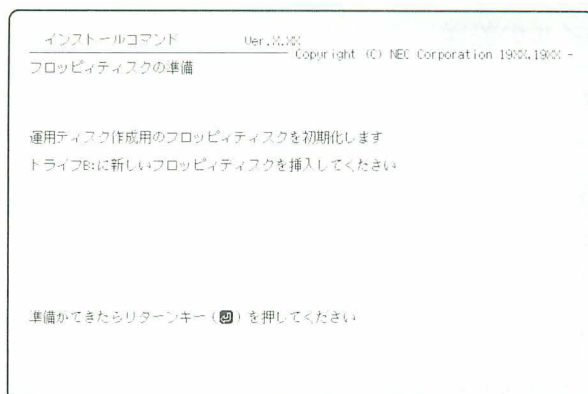 インストールコマンド Ver.X.XX
Copyright (C) NEC Corporation 19XX,19XX
フロッピィディスクの準備
運用ディスク作成用のフロッピィディスクを初期化します
ドライブB:に新しいフロッピィディスクを挿入してください
準備ができたらリターンキー(⏎)を押してください